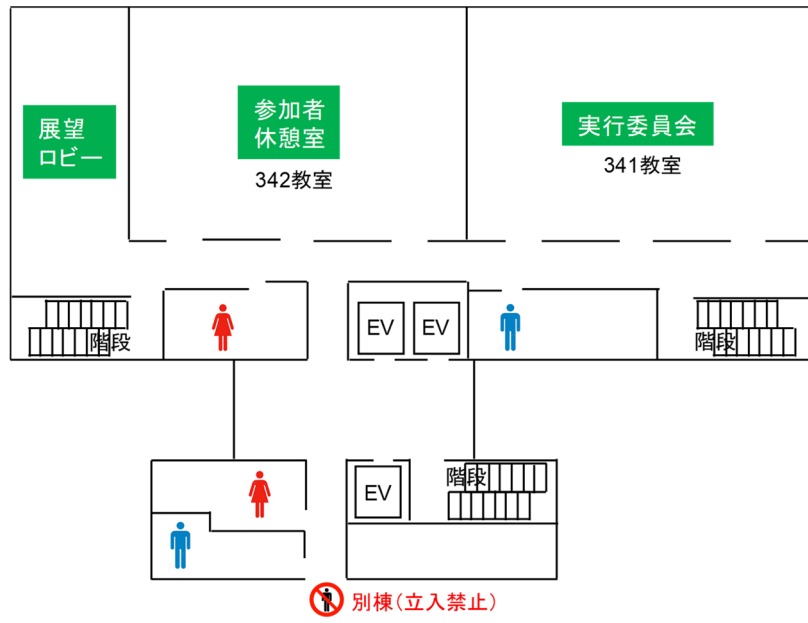 展望
ロビー
参加者
休憩室
342教室
実行委員会
341教室
階段
EV
EV
階段
EV
階段
別棟(立入禁止)